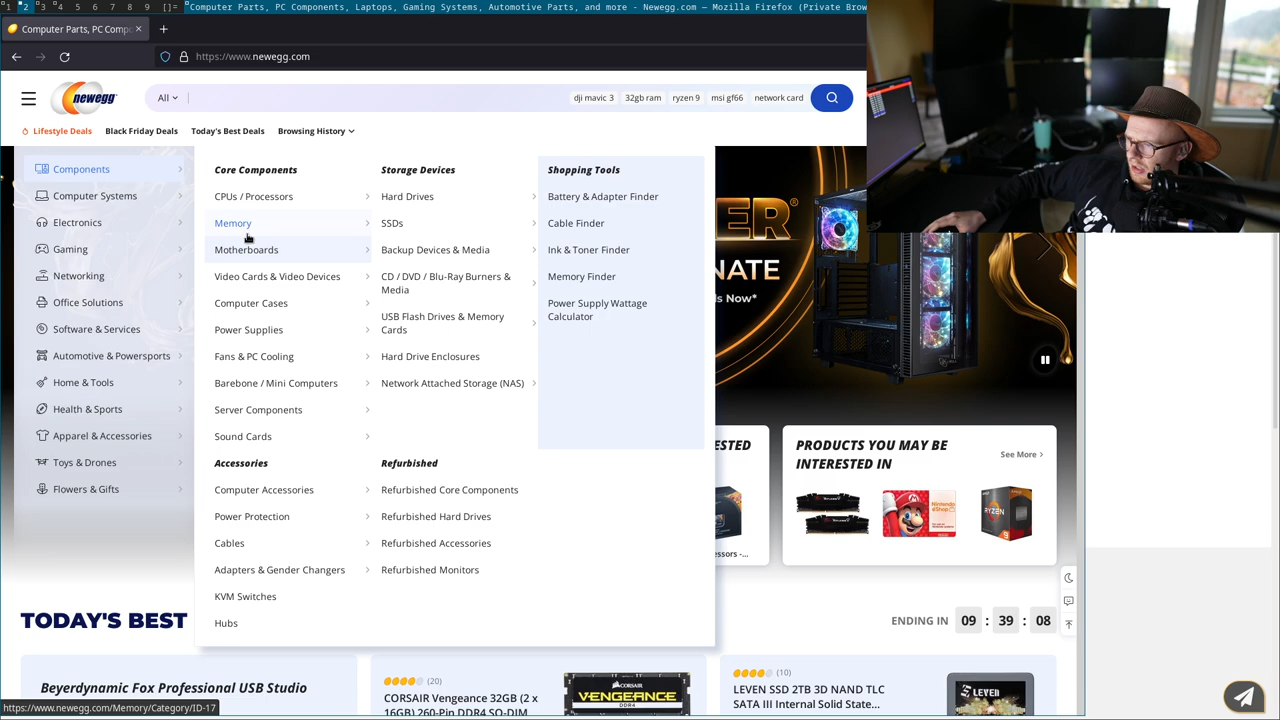 1 2 3 4 5 6 7 8 9 []= Computer Parts, PC Components, Laptops, Gaming Systems, Automotive Parts, and more - Newegg.com — Mozilla Firefox (Private Brow
Computer Parts, PC Compo
https://www.newegg.com
newegg
All
dji mavic 3 32gb ram ryzen 9 msi gf66 network card
Lifestyle Deals Black Friday Deals Today's Best Deals Browsing History
Components
Computer Systems
Electronics
Gaming
Networking
Office Solutions
Software & Services
Automotive & Powersports
Home & Tools
Health & Sports
Apparel & Accessories
Toys & Drones
Flowers & Gifts
Core Components
CPUs / Processors
Memory
Motherboards
Video Cards & Video Devices
Computer Cases
Power Supplies
Fans & PC Cooling
Barebone / Mini Computers
Server Components
Sound Cards
Accessories
Computer Accessories
Power Protection
Cables
Adapters & Gender Changers
KVM Switches
Hubs
Storage Devices
Hard Drives
SSDs
Backup Devices & Media
CD / DVD / Blu-Ray Burners &
Media
USB Flash Drives & Memory
Cards
Hard Drive Enclosures
Network Attached Storage (NAS)
Refurbished
Refurbished Core Components
Refurbished Hard Drives
Refurbished Accessories
Refurbished Monitors
Shopping Tools
Battery & Adapter Finder
Cable Finder
Ink & Toner Finder
Memory Finder
Power Supply Wattage
Calculator
ER®
NATE
ls Now*
ESTED
essors -...
PRODUCTS YOU MAY BE
INTERESTED IN
See More
Nintendo
eShop
RYZEN
9
TODAY'S BEST
ENDING IN 09 : 39 : 08
Beyerdynamic Fox Professional USB Studio
(20)
CORSAIR Vengeance 32GB (2 x
16GB) 260-Pin DDR4 SO-DIM
CORSAIR
VENGEANCE
DDR4
(10)
LEVEN SSD 2TB 3D NAND TLC
SATA III Internal Solid State...
LEVEN
https://www.newegg.com/Memory/Category/ID-17